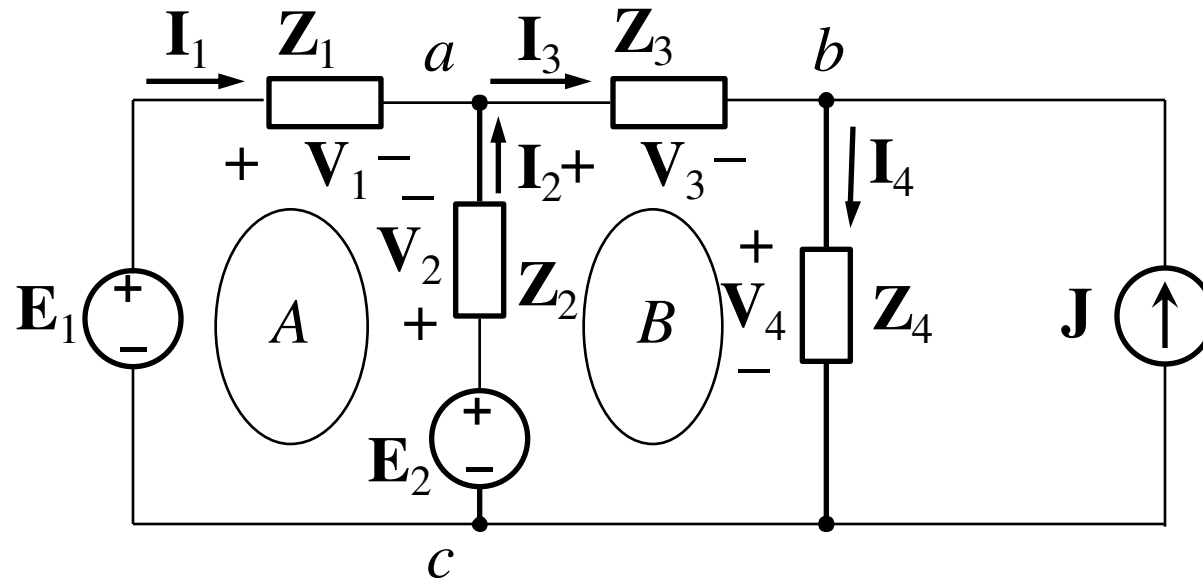 I₁ Z₁ a I₃ Z₃ b
+ V₁ − − I₂ + V₃ − I₄
V₂ + Z₂ + V₄ − Z₄
E₁ + − A B J
E₂ + −
c